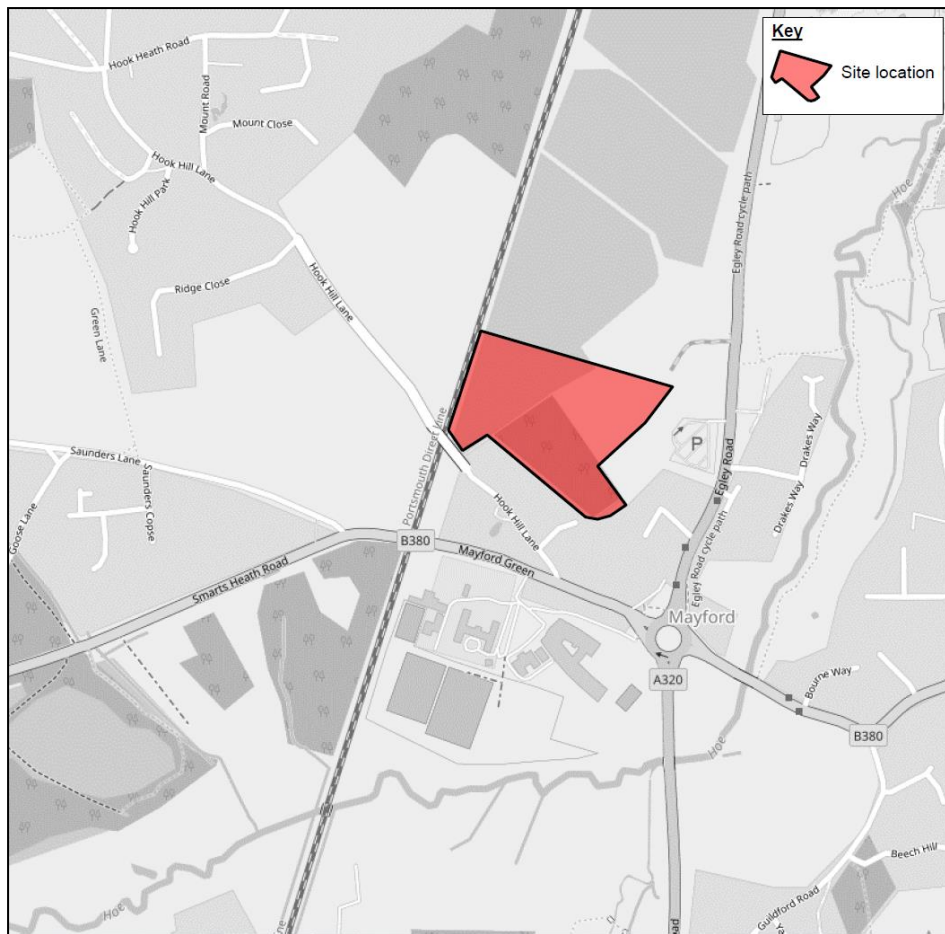 Key
Site location
Hook Heath Road
Mount Road
Mount Close
Hook Hill Lane
Hook Hill Park
Ridge Close
Hook Hill Lane
Green Lane
Hoe
Egley Road cycle path
Portsmouth Direct Line
Saunders Lane
Saunders Copse
Goose Lane
P
Drakes Way
Drakes Way
Egley Road
Hook Hill Lane
B380
Mayford Green
Smarts Heath Road
Egley Road cycle path
Mayford
A320
Bourne Way
B380
Hoe
Beech Hill
Guildford Road
Hoe